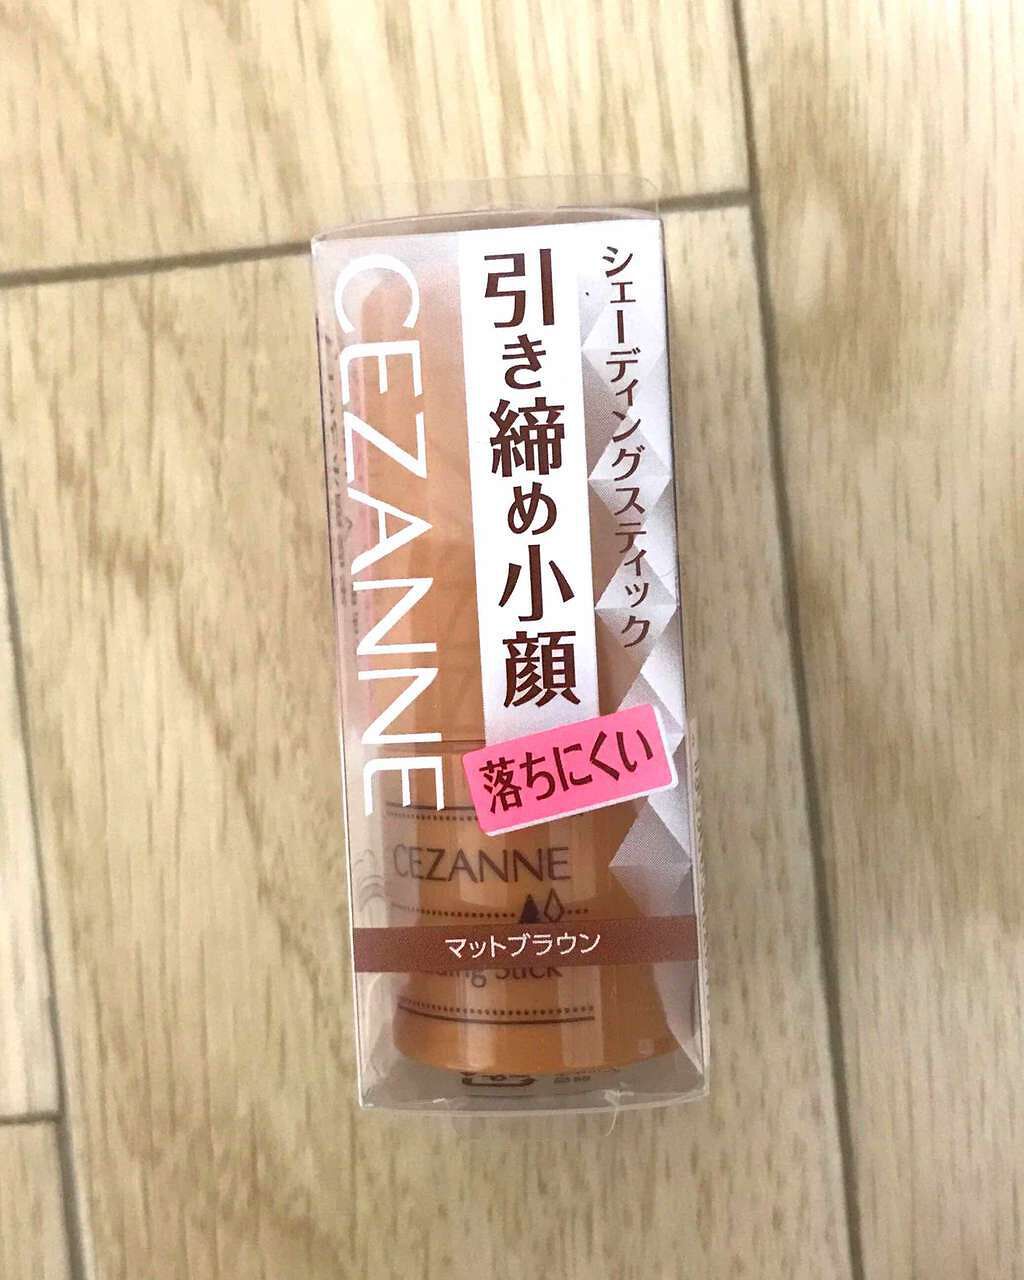 シェーディングスティック
引き締め小顔
CEZANNE
落ちにくい
CEZANNE
マットブラウン
Stick